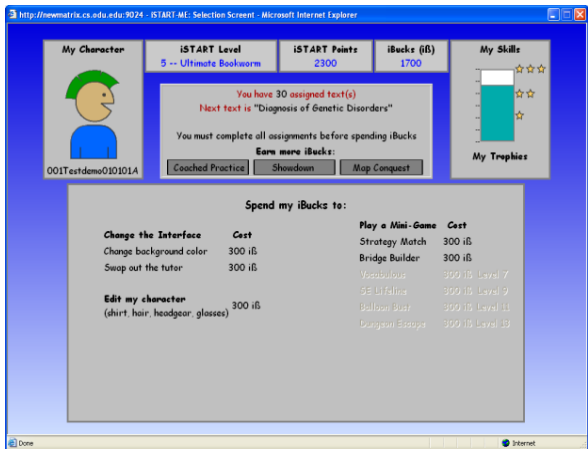 http://newmatrix.cs.odu.edu:9024 - ISTART-ME: Selection Screent - Microsoft Internet Explorer
My Character
iSTART Level
5 -- Ultimate Bookworm
iSTART Points
2300
iBucks (iß)
1700
My Skills
You have 30 assigned text(s)
Next text is "Diagnosis of Genetic Disorders"
You must complete all assignments before spending iBucks
Earn more iBucks:
Coached Practice
Showdown
Map Conquest
001Testdemo010101A
My Trophies
Spend my iBucks to:
Change the Interface Cost
Change background color 300 iß
Swap out the tutor 300 iß
Edit my character
(shirt, hair, headgear, glasses) 300 iß
Play a Mini-Game Cost
Strategy Match 300 iß
Bridge Builder 300 iß
Vocabulous 300 iß Level 7
SE Lifeline 300 iß Level 9
Balloon Bust 300 iß Level 11
Dungeon Escape 300 iß Level 13
Done
Internet